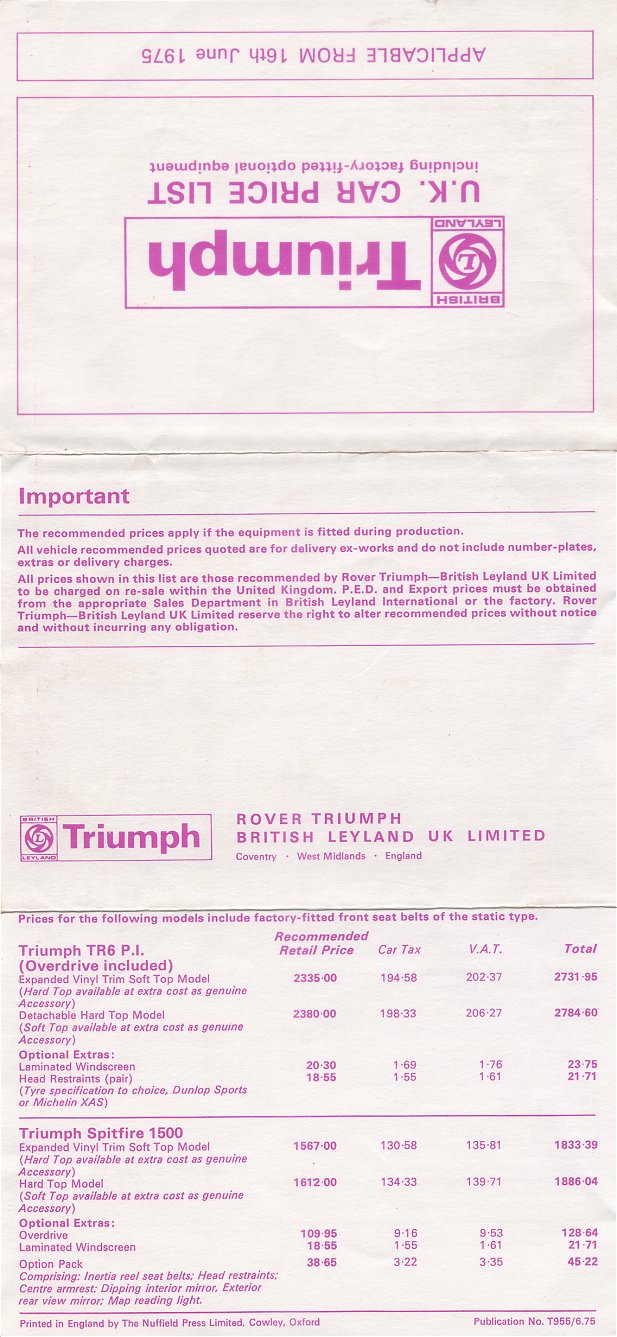 APPLICABLE FROM 16th June 1975
BRITISH
LEYLAND
Triumph
U.K. CAR PRICE LIST
including factory-fitted optional equipment
Important
The recommended prices apply if the equipment is fitted during production.
All vehicle recommended prices quoted are for delivery ex-works and do not include number-plates,
extras or delivery charges.
All prices shown in this list are those recommended by Rover Triumph—British Leyland UK Limited
to be charged on re-sale within the United Kingdom. P.E.D. and Export prices must be obtained
from the appropriate Sales Department in British Leyland International or the factory. Rover
Triumph—British Leyland UK Limited reserve the right to alter recommended prices without notice
and without incurring any obligation.
BRITISH
LEYLAND
Triumph
ROVER TRIUMPH
BRITISH LEYLAND UK LIMITED
Coventry · West Midlands · England
Prices for the following models include factory-fitted front seat belts of the static type.
Recommended
Triumph TR6 P.I. Retail Price Car Tax V.A.T. Total
(Overdrive included)
Expanded Vinyl Trim Soft Top Model 2335·00 194·58 202·37 2731·95
(Hard Top available at extra cost as genuine
Accessory)
Detachable Hard Top Model 2380·00 198·33 206·27 2784·60
(Soft Top available at extra cost as genuine
Accessory)
Optional Extras:
Laminated Windscreen 20·30 1·69 1·76 23·75
Head Restraints (pair) 18·55 1·55 1·61 21·71
(Tyre specification to choice, Dunlop Sports
or Michelin XAS)
Triumph Spitfire 1500
Expanded Vinyl Trim Soft Top Model 1567·00 130·58 135·81 1833·39
(Hard Top available at extra cost as genuine
Accessory)
Hard Top Model 1612·00 134·33 139·71 1886·04
(Soft Top available at extra cost as genuine
Accessory)
Optional Extras:
Overdrive 109·95 9·16 9·53 128·64
Laminated Windscreen 18·55 1·55 1·61 21·71
Option Pack 38·65 3·22 3·35 45·22
Comprising: Inertia reel seat belts; Head restraints;
Centre armrest; Dipping interior mirror, Exterior
rear view mirror; Map reading light.
Printed in England by The Nuffield Press Limited, Cowley, Oxford Publication No. T955/6.75